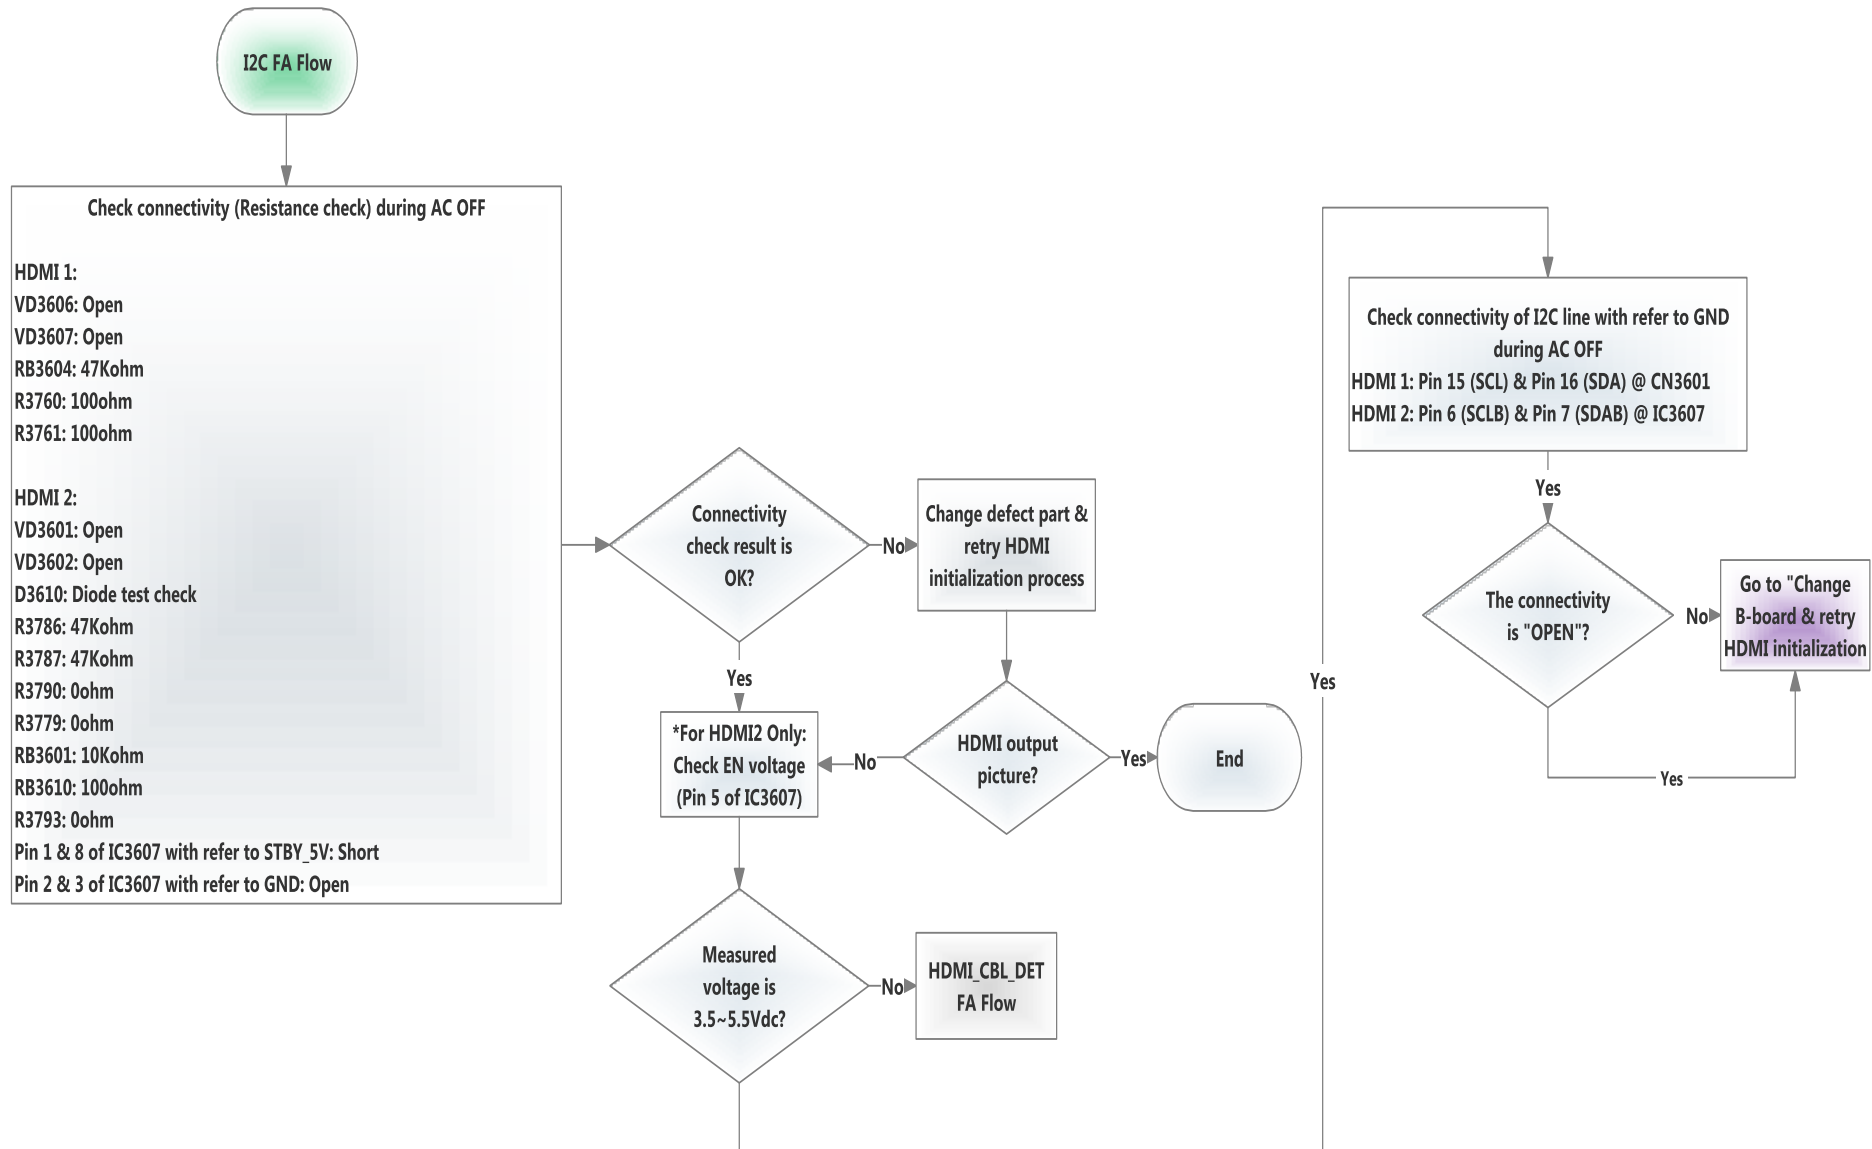 I2C FA Flow
Check connectivity (Resistance check) during AC OFF
HDMI 1:
VD3606: Open
VD3607: Open
RB3604: 47Kohm
R3760: 100ohm
R3761: 100ohm
HDMI 2:
VD3601: Open
VD3602: Open
D3610: Diode test check
R3786: 47Kohm
R3787: 47Kohm
R3790: 0ohm
R3779: 0ohm
RB3601: 10Kohm
RB3610: 100ohm
R3793: 0ohm
Pin 1 & 8 of IC3607 with refer to STBY_5V: Short
Pin 2 & 3 of IC3607 with refer to GND: Open
Connectivity
check result is
OK?
No
Change defect part &
retry HDMI
initialization process
Yes
*For HDMI2 Only:
Check EN voltage
(Pin 5 of IC3607)
No
HDMI output
picture?
Yes
End
Measured
voltage is
3.5~5.5Vdc?
No
HDMI_CBL_DET
FA Flow
Yes
Check connectivity of I2C line with refer to GND
during AC OFF
HDMI 1: Pin 15 (SCL) & Pin 16 (SDA) @ CN3601
HDMI 2: Pin 6 (SCLB) & Pin 7 (SDAB) @ IC3607
Yes
The connectivity
is "OPEN"?
No
Go to "Change
B-board & retry
HDMI initialization
Yes